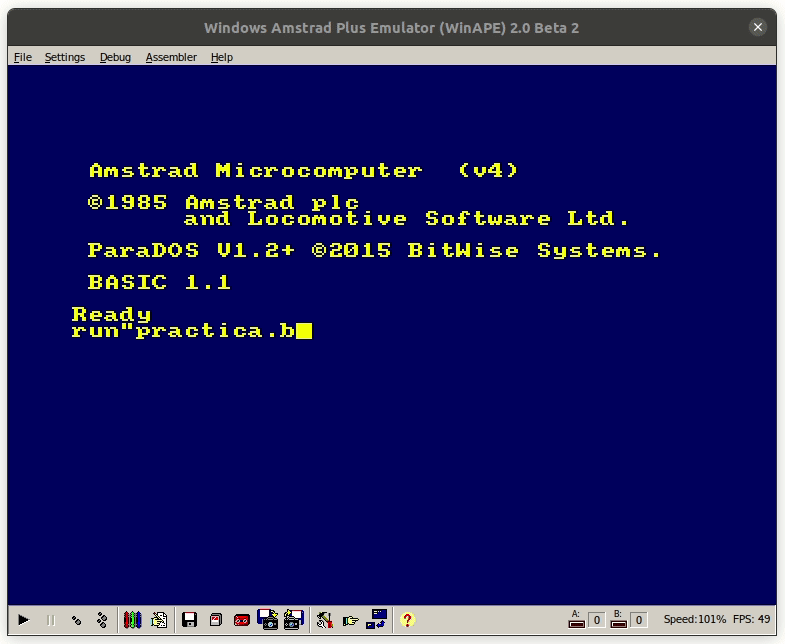 Windows Amstrad Plus Emulator (WinAPE) 2.0 Beta 2
File Settings Debug Assembler Help
Amstrad Microcomputer (v4)
©1985 Amstrad plc
and Locomotive Software Ltd.
ParaDOS V1.2+ ©2015 BitWise Systems.
BASIC 1.1
Ready
run"practica.b
A: 0 B: 0 Speed:101% FPS: 49